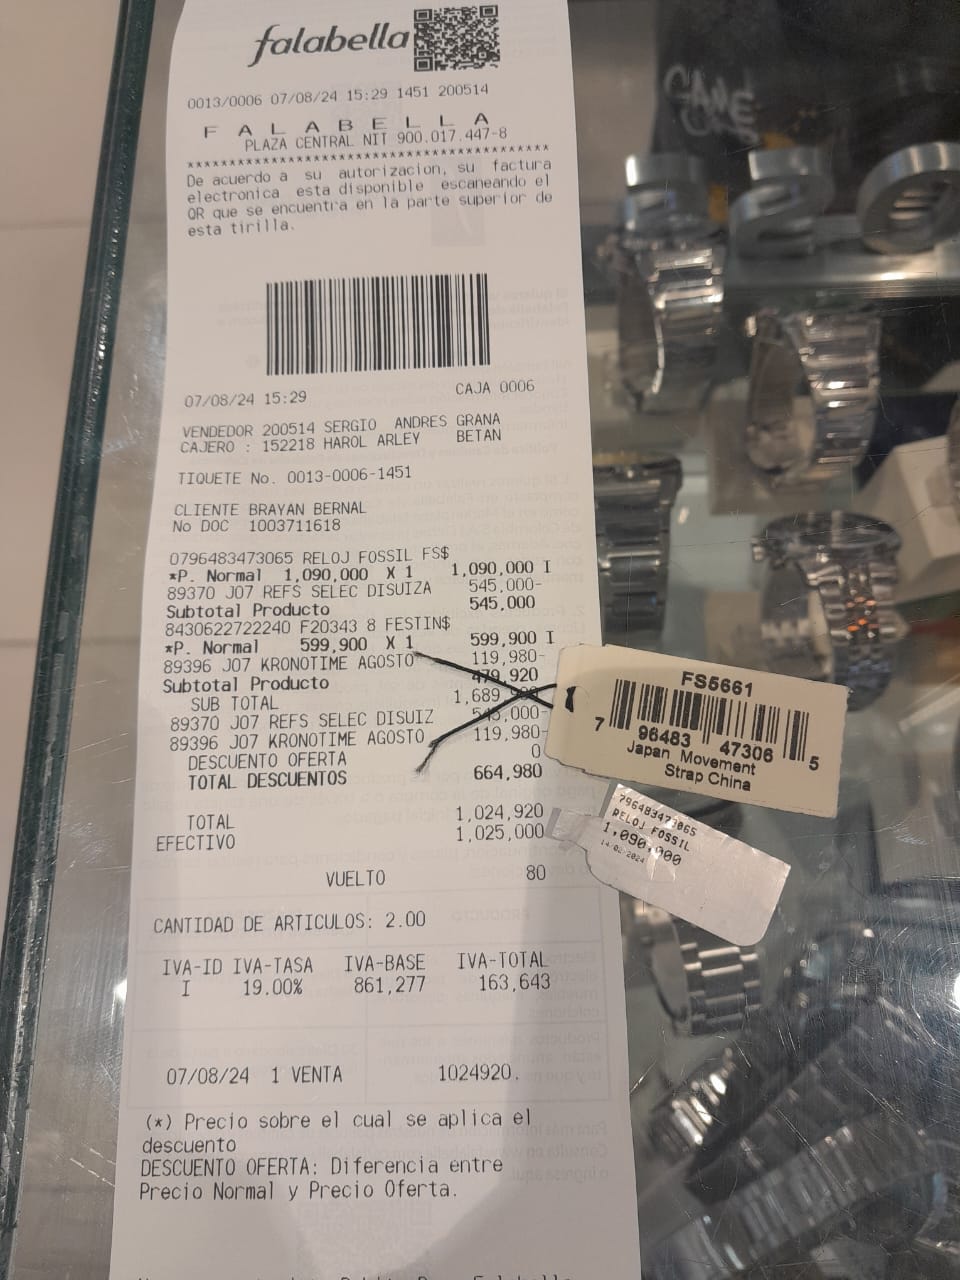 falabella
0013/0006 07/08/24 15:29 1451 200514
F A L A B E L L A
PLAZA CENTRAL NIT 900.017.447-8
****************************************
De acuerdo a su autorizacion, su factura
electronica esta disponible escaneando el
QR que se encuentra en la parte superior de
esta tirilla.
07/08/24 15:29 CAJA 0006
VENDEDOR 200514 SERGIO ANDRES GRANA
CAJERO : 152218 HAROL ARLEY BETAN
TIQUETE No. 0013-0006-1451
CLIENTE BRAYAN BERNAL
No DOC 1003711618
0796483473065 RELOJ FOSSIL FS$
*P. Normal 1,090,000 X 1 1,090,000 I
89370 J07 REFS SELEC DISUIZA 545,000-
Subtotal Producto 545,000
8430622722240 F20343 8 FESTIN$
*P. Normal 599,900 X 1 599,900 I
89396 J07 KRONOTIME AGOSTO 119,980-
Subtotal Producto 479,920
SUB TOTAL 1,689,900
89370 J07 REFS SELEC DISUIZ 545,000-
89396 J07 KRONOTIME AGOSTO 119,980-
DESCUENTO OFERTA 0
TOTAL DESCUENTOS 664,980
TOTAL 1,024,920
EFECTIVO 1,025,000
VUELTO 80
CANTIDAD DE ARTICULOS: 2.00
IVA-ID IVA-TASA IVA-BASE IVA-TOTAL
I 19.00% 861,277 163,643
07/08/24 1 VENTA 1024920.
(*) Precio sobre el cual se aplica el
descuento
DESCUENTO OFERTA: Diferencia entre
Precio Normal y Precio Oferta.
FS5661
7 96483 47306 5
Japan Movement
Strap China
796483473065
RELOJ FOSSIL
1,090,000
14/02/2024